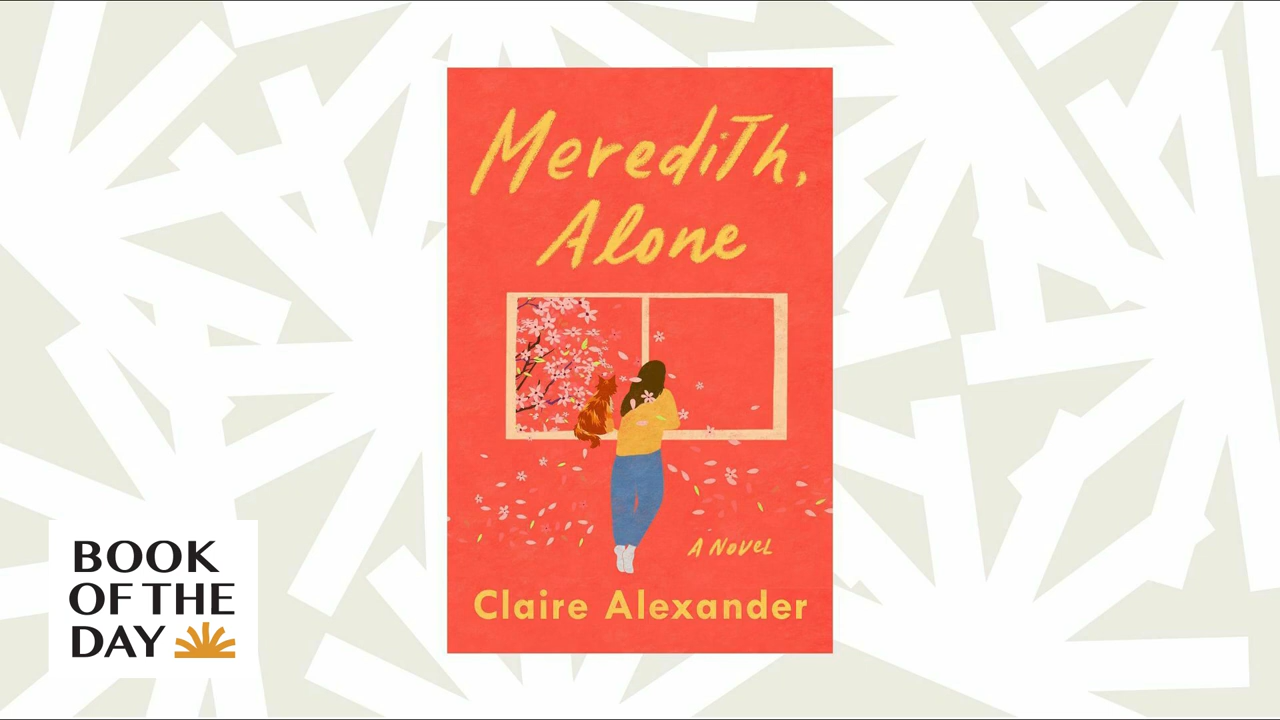 Meredith,
Alone
A Novel
Claire Alexander
BOOK
OF THE
DAY